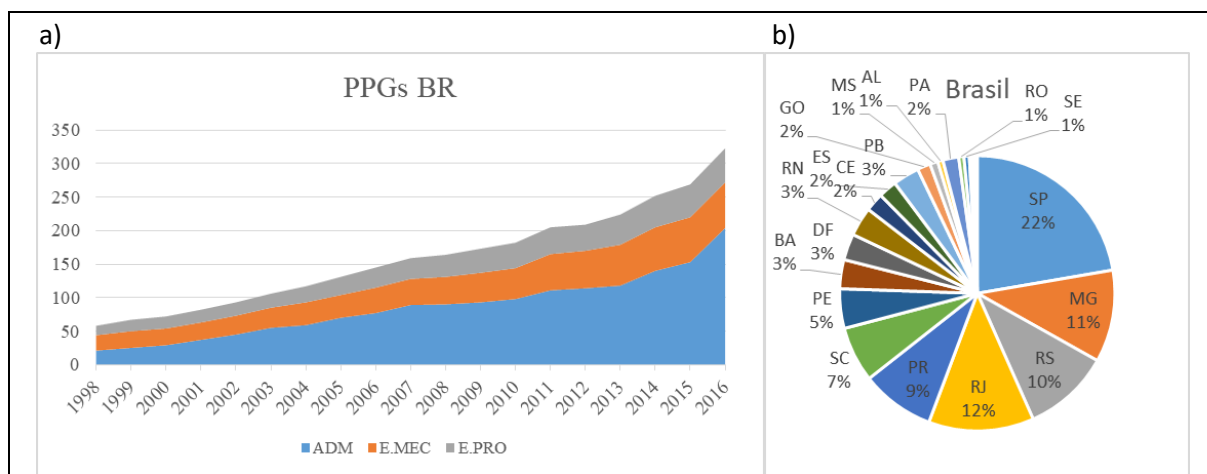 a)
PPGs BR
350
300
250
200
150
100
50
0
1998
1999
2000
2001
2002
2003
2004
2005
2006
2007
2008
2009
2010
2011
2012
2013
2014
2015
2016
ADM E.MEC E.PRO
b)
Brasil
SP
22%
MG
11%
RS
10%
RJ
12%
PR
9%
SC
7%
PE
5%
BA
3%
DF
3%
RN
3%
ES
2%
CE
2%
PB
3%
GO
2%
MS
1%
AL
1%
PA
2%
RO
1%
SE
1%